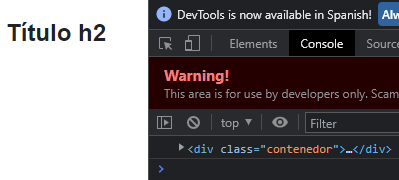 Título h2
DevTools is now available in Spanish!
Elements Console
Warning!
This area is for use by developers only.
top Filter
<div class="contenedor">…</div>